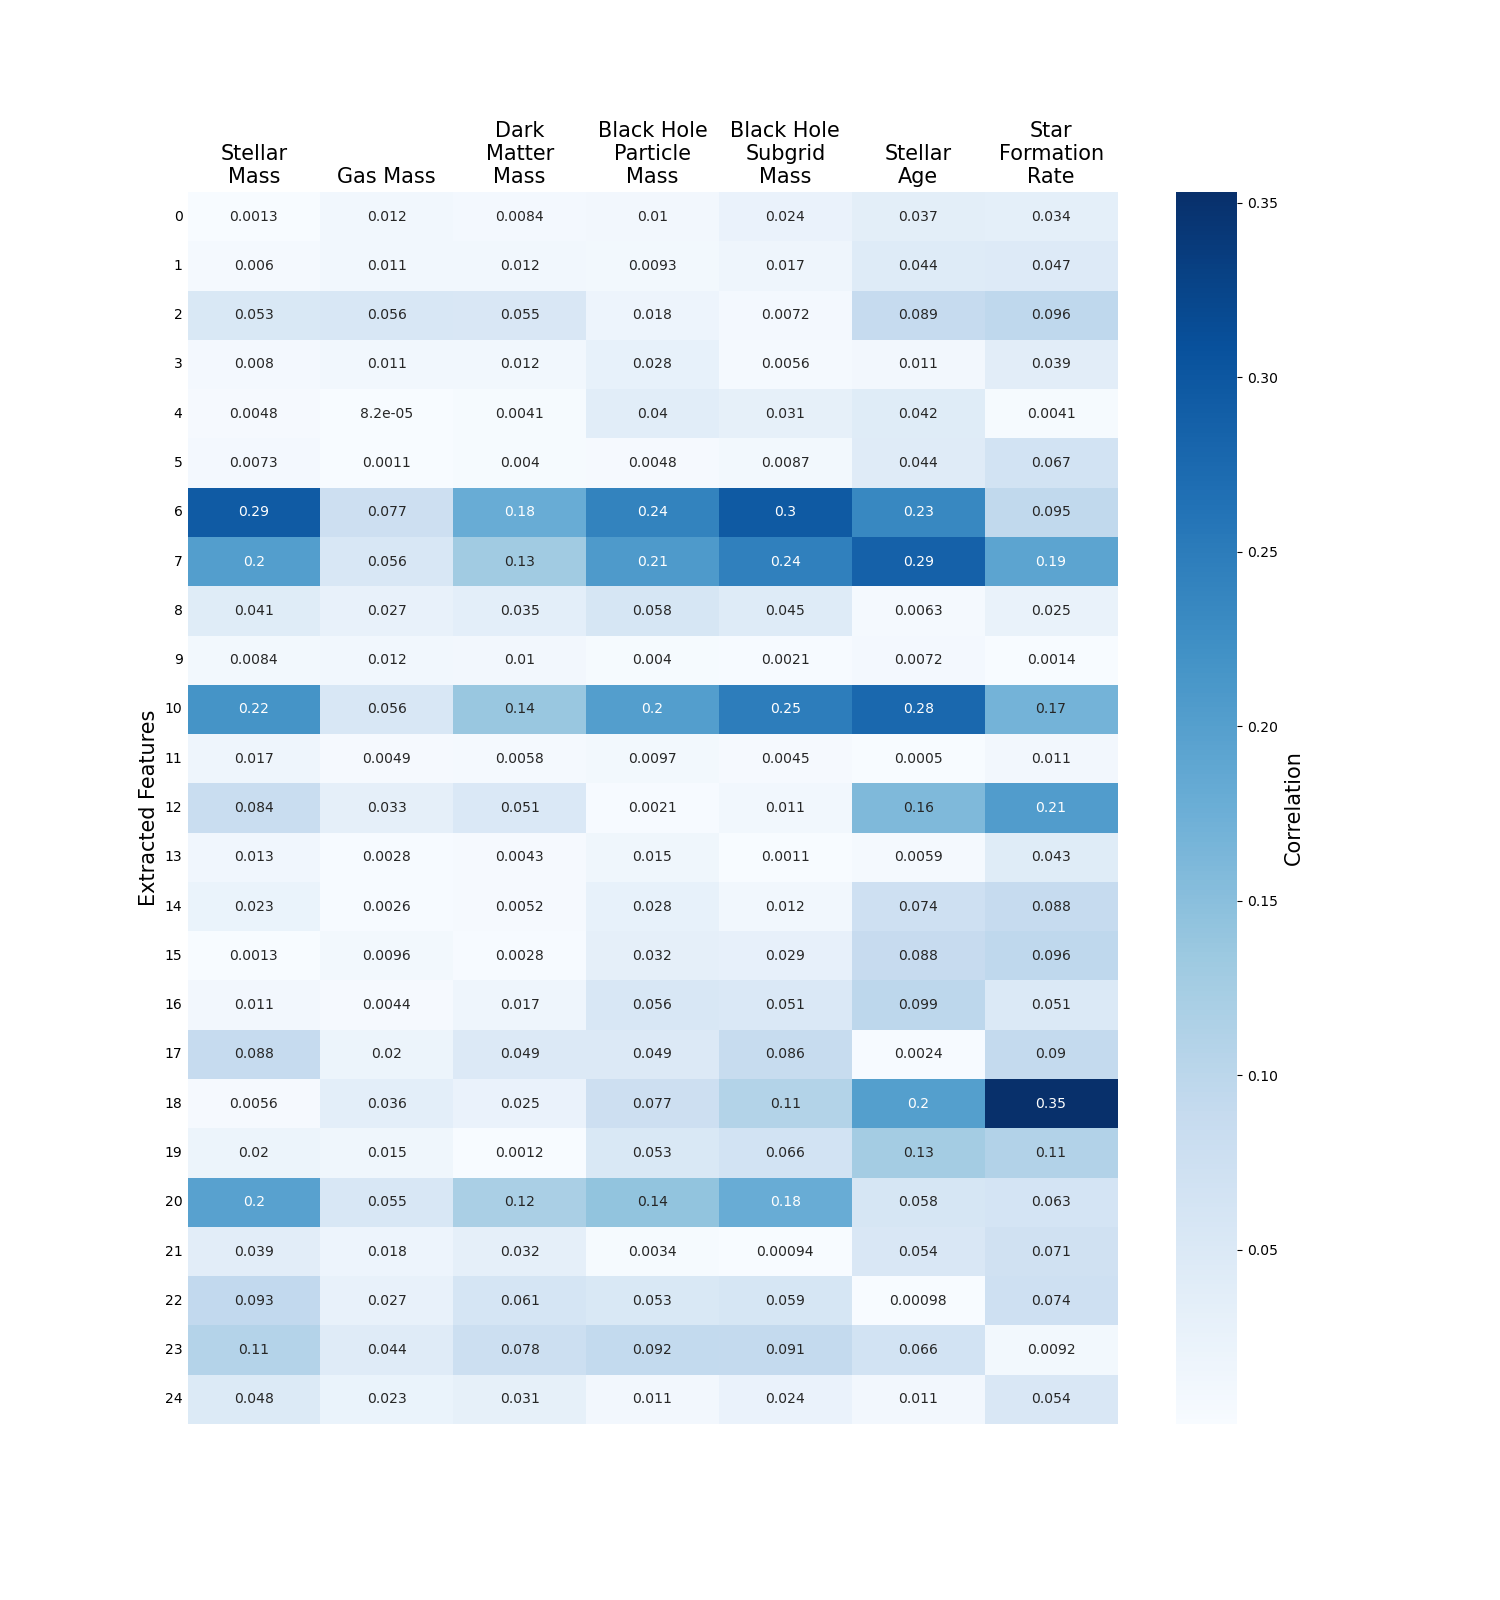 Stellar Mass
Gas Mass
Dark Matter Mass
Black Hole Particle Mass
Black Hole Subgrid Mass
Stellar Age
Star Formation Rate
0 0.0013 0.012 0.0084 0.01 0.024 0.037 0.034
1 0.006 0.011 0.012 0.0093 0.017 0.044 0.047
2 0.053 0.056 0.055 0.018 0.0072 0.089 0.096
3 0.008 0.011 0.012 0.028 0.0056 0.011 0.039
4 0.0048 8.2e-05 0.0041 0.04 0.031 0.042 0.0041
5 0.0073 0.0011 0.004 0.0048 0.0087 0.044 0.067
6 0.29 0.077 0.18 0.24 0.3 0.23 0.095
7 0.2 0.056 0.13 0.21 0.24 0.29 0.19
8 0.041 0.027 0.035 0.058 0.045 0.0063 0.025
9 0.0084 0.012 0.01 0.004 0.0021 0.0072 0.0014
10 0.22 0.056 0.14 0.2 0.25 0.28 0.17
11 0.017 0.0049 0.0058 0.0097 0.0045 0.0005 0.011
12 0.084 0.033 0.051 0.0021 0.011 0.16 0.21
13 0.013 0.0028 0.0043 0.015 0.0011 0.0059 0.043
14 0.023 0.0026 0.0052 0.028 0.012 0.074 0.088
15 0.0013 0.0096 0.0028 0.032 0.029 0.088 0.096
16 0.011 0.0044 0.017 0.056 0.051 0.099 0.051
17 0.088 0.02 0.049 0.049 0.086 0.0024 0.09
18 0.0056 0.036 0.025 0.077 0.11 0.2 0.35
19 0.02 0.015 0.0012 0.053 0.066 0.13 0.11
20 0.2 0.055 0.12 0.14 0.18 0.058 0.063
21 0.039 0.018 0.032 0.0034 0.00094 0.054 0.071
22 0.093 0.027 0.061 0.053 0.059 0.00098 0.074
23 0.11 0.044 0.078 0.092 0.091 0.066 0.0092
24 0.048 0.023 0.031 0.011 0.024 0.011 0.054
Extracted Features
0.35
0.30
0.25
0.20
0.15
0.10
0.05
Correlation